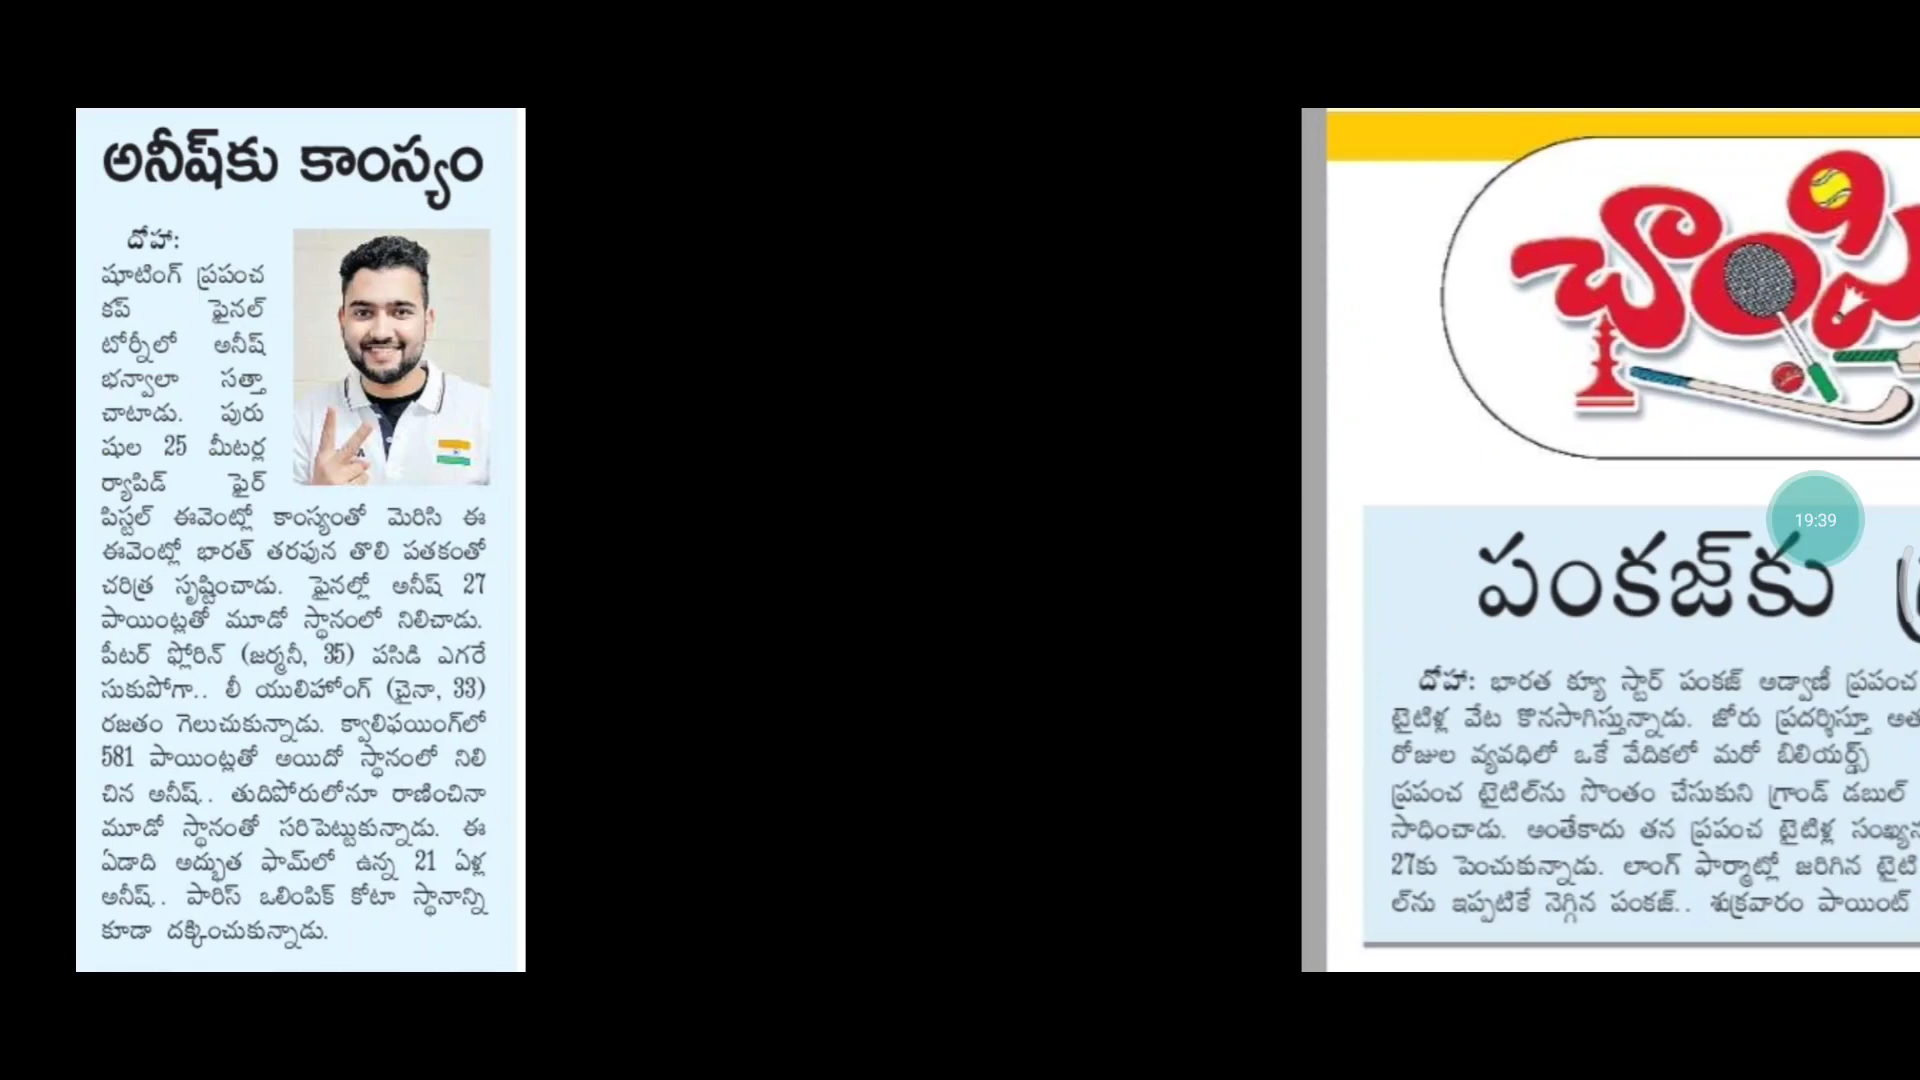 అనీష్‌కు కాంస్యం
దోహా:
షూటింగ్ ప్రపంచ
కప్ ఫైనల్
టోర్నీలో అనీష్
భన్వాలా సత్తా
చాటాడు. పురు
షుల 25 మీటర్ల
ర్యాపిడ్ ఫైర్
పిస్టల్ ఈవెంట్లో కాంస్యంతో మెరిసి ఈ
ఈవెంట్లో భారత్ తరఫున తొలి పతకంతో
చరిత్ర సృష్టించాడు. ఫైనల్లో అనీష్ 27
పాయింట్లతో మూడో స్థానంలో నిలిచాడు.
పీటర్ ఫ్లోరిన్ (జర్మనీ, 35) పసిడి ఎగరే
సుకుపోగా.. లీ యులిహోంగ్ (చైనా, 33)
రజతం గెలుచుకున్నాడు. క్వాలిఫయింగ్‌లో
581 పాయింట్లతో అయిదో స్థానంలో నిలి
చిన అనీష్.. తుదిపోరులోనూ రాణించినా
మూడో స్థానంతో సరిపెట్టుకున్నాడు. ఈ
ఏడాది అద్భుత ఫామ్‌లో ఉన్న 21 ఏళ్ల
అనీష్.. పారిస్ ఒలింపిక్ కోటా స్థానాన్ని
కూడా దక్కించుకున్నాడు.
చాంపి
19:39
పంకజ్‌కు
దోహా: భారత క్యూ స్టార్ పంకజ్ అడ్వాణీ ప్రపంచ
టైటిళ్ల వేట కొనసాగిస్తున్నాడు. జోరు ప్రదర్శిస్తూ
రోజుల వ్యవధిలో ఒకే వేదికలో మరో బిలియర్డ్స్
ప్రపంచ టైటిల్‌ను సొంతం చేసుకుని గ్రాండ్ డబుల్
సాధించాడు. అంతేకాదు తన ప్రపంచ టైటిళ్ల
27కు పెంచుకున్నాడు. లాంగ్ ఫార్మాట్లో జరిగిన టైటి
ల్‌ను ఇప్పటికే నెగ్గిన పంకజ్.. శుక్రవారం పాయింట్